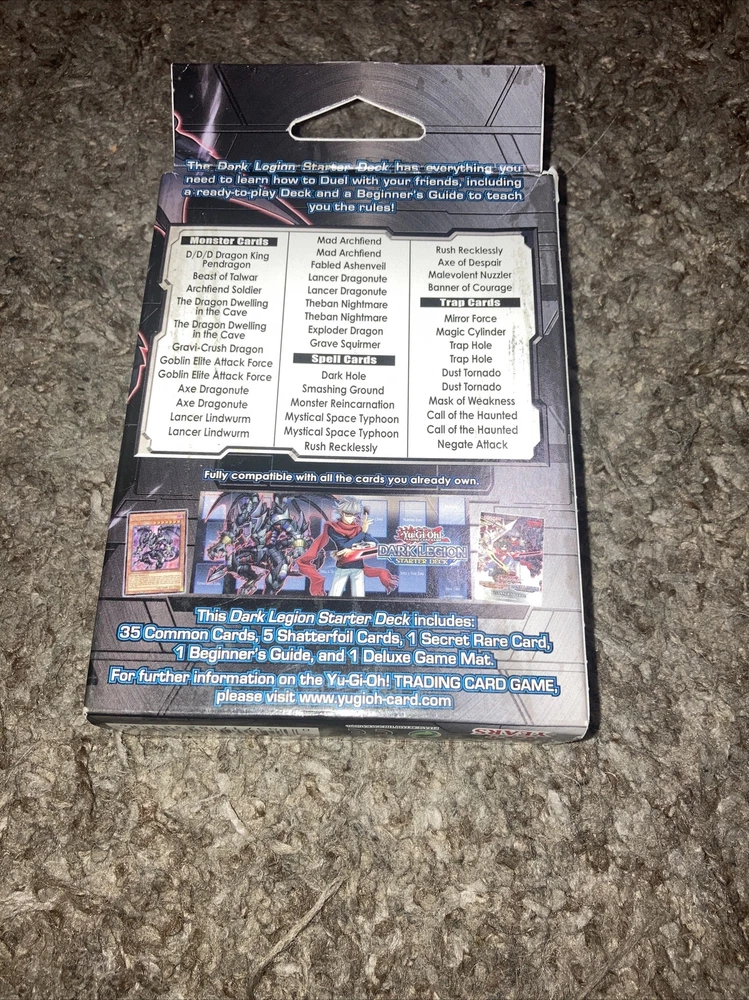 The Dark Legion Starter Deck has everything you
need to learn how to Duel with your friends, including
a ready-to-play Deck and a Beginner's Guide to teach
you the rules!
Monster Cards
D/D/D Dragon King
Pendragon
Beast of Talwar
Archfiend Soldier
The Dragon Dwelling
in the Cave
The Dragon Dwelling
in the Cave
Gravi-Crush Dragon
Goblin Elite Attack Force
Goblin Elite Attack Force
Axe Dragonute
Axe Dragonute
Lancer Lindwurm
Lancer Lindwurm
Mad Archfiend
Mad Archfiend
Fabled Ashenveil
Lancer Dragonute
Lancer Dragonute
Theban Nightmare
Theban Nightmare
Exploder Dragon
Grave Squirmer
Spell Cards
Dark Hole
Smashing Ground
Monster Reincarnation
Mystical Space Typhoon
Mystical Space Typhoon
Rush Recklessly
Rush Recklessly
Axe of Despair
Malevolent Nuzzler
Banner of Courage
Trap Cards
Mirror Force
Magic Cylinder
Trap Hole
Trap Hole
Dust Tornado
Dust Tornado
Mask of Weakness
Call of the Haunted
Call of the Haunted
Negate Attack
Fully compatible with all the cards you already own.
Yu-Gi-Oh!
DARK LEGION
STARTER DECK
This Dark Legion Starter Deck includes:
35 Common Cards, 5 Shatterfoil Cards, 1 Secret Rare Card,
1 Beginner's Guide, and 1 Deluxe Game Mat.
For further information on the Yu-Gi-Oh! TRADING CARD GAME,
please visit www.yugioh-card.com
YEARS